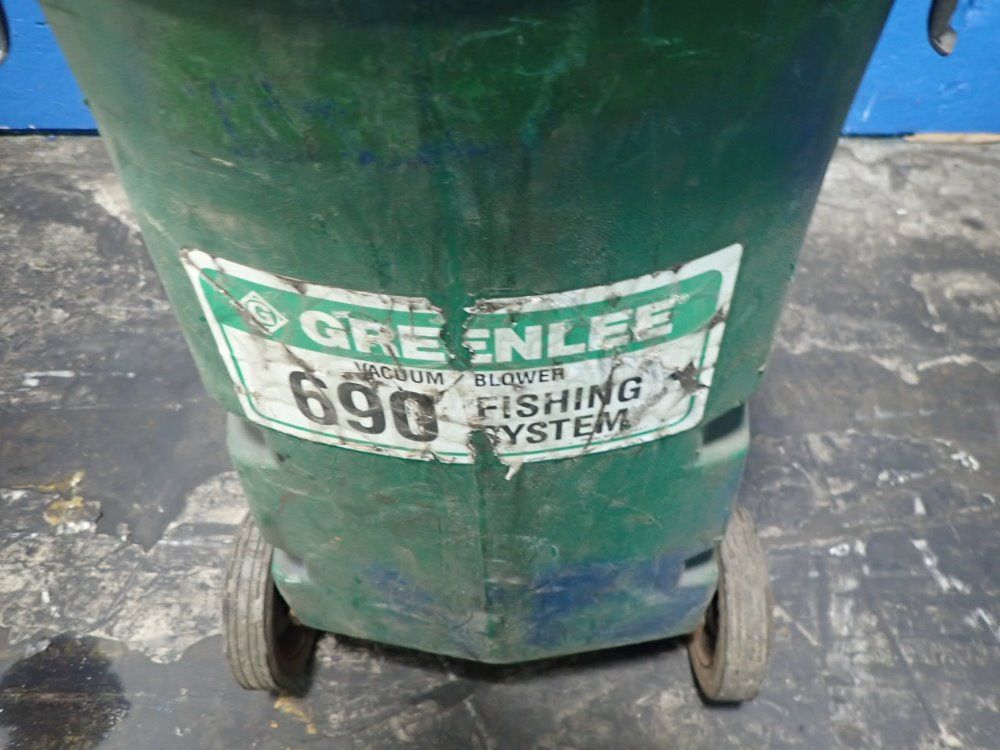 G GREENLEE
VACUUM / BLOWER
690 FISHING
SYSTEM